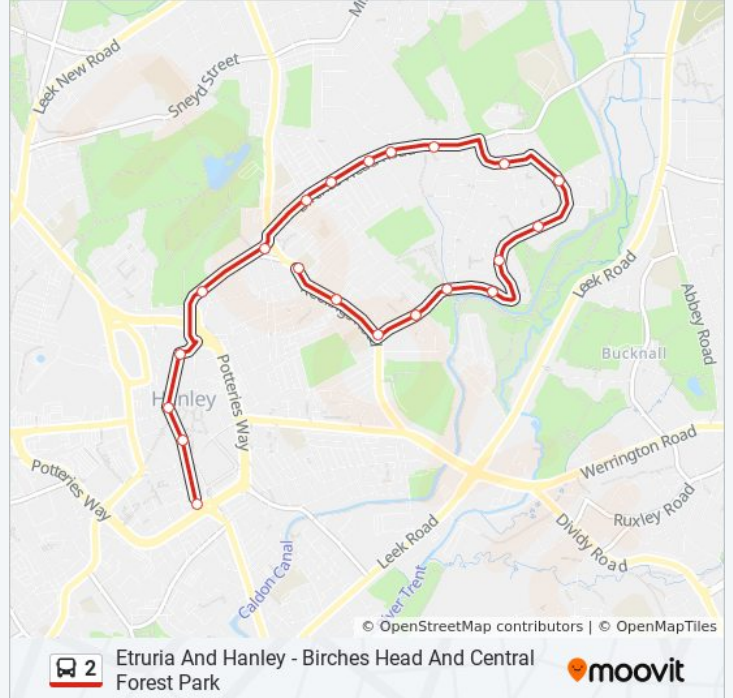 Leek New Road
Sneyd Street
Leek Road
Abbey Road
Bucknall
Hanley
Potteries Way
Werrington Road
Potteries Way
Ruxley Road
Leek Road
Dividy Road
Caldon Canal
River Trent
© OpenStreetMap contributors | © OpenMapTiles
2
Etruria And Hanley - Birches Head And Central
Forest Park
moovit